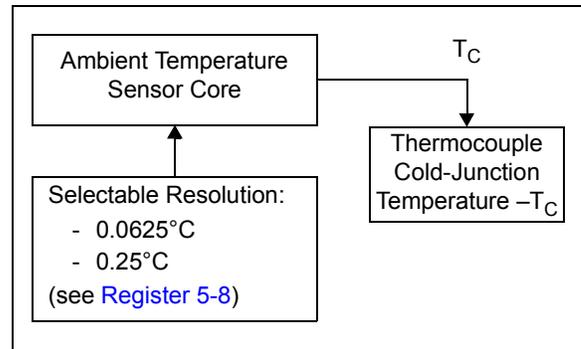 Ambient Temperature
Sensor Core
T_C
Thermocouple
Cold-Junction
Temperature –T_C
Selectable Resolution:
- 0.0625°C
- 0.25°C
(see Register 5-8)